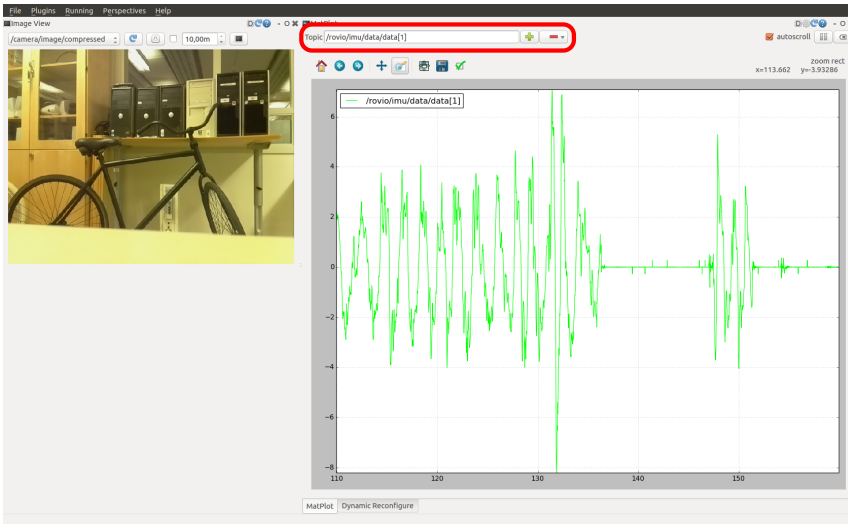 File Plugins Running Perspectives Help
Image View
MatPlot
/camera/image/compressed
10,00m
Topic /rovio/imu/data/data[1]
autoscroll
zoom rect
x=113.662 y=-3.93286
/rovio/imu/data/data[1]
6
4
2
0
−2
−4
−6
−8
110 120 130 140 150
MatPlot Dynamic Reconfigure